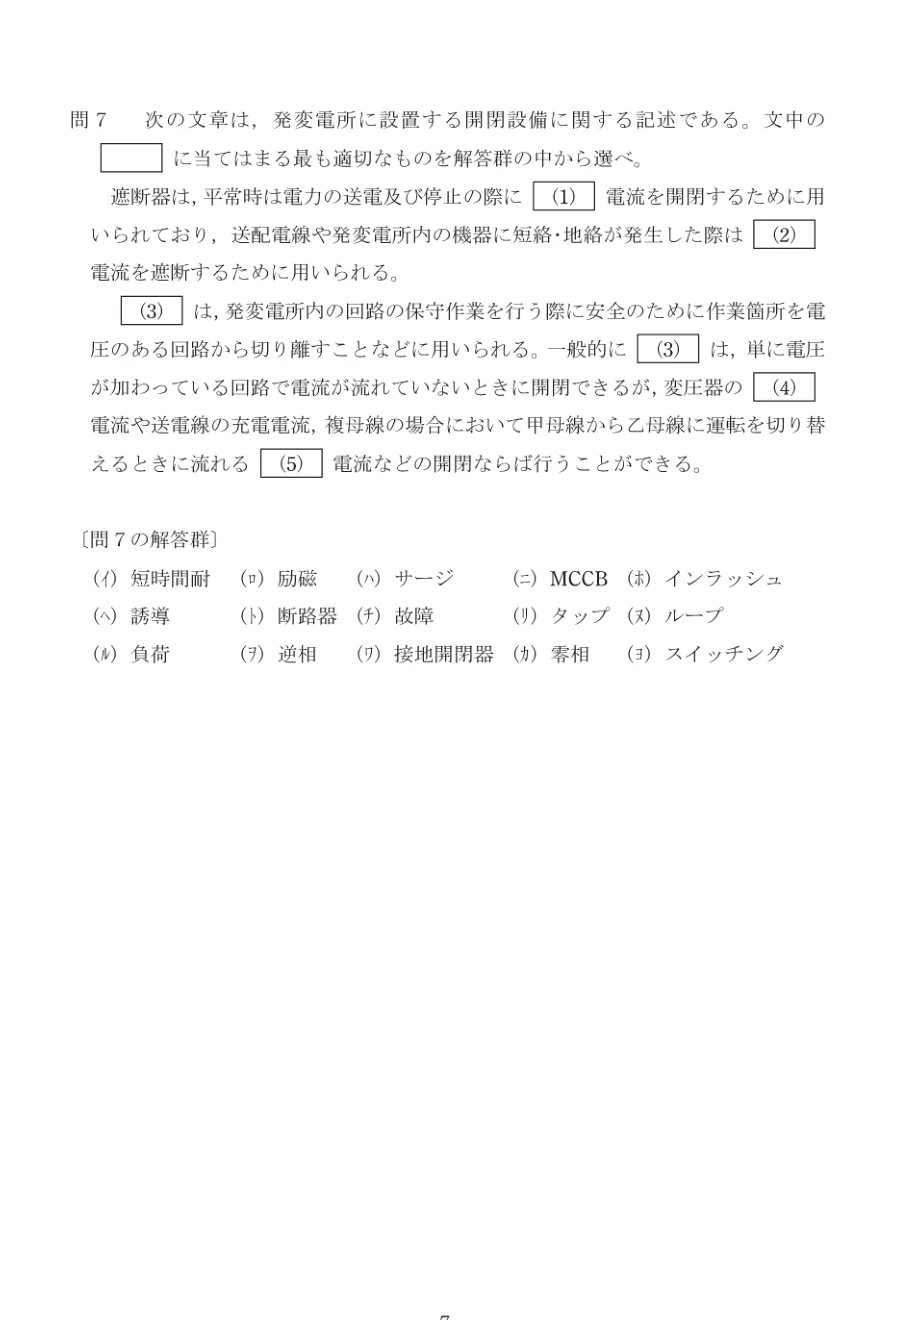 問7　次の文章は，発変電所に設置する開閉設備に関する記述である。文中の
に当てはまる最も適切なものを解答群の中から選べ。
遮断器は，平常時は電力の送電及び停止の際に (1) 電流を開閉するために用
いられており，送配電線や発変電所内の機器に短絡・地絡が発生した際は (2)
電流を遮断するために用いられる。
(3) は，発変電所内の回路の保守作業を行う際に安全のために作業箇所を電
圧のある回路から切り離すことなどに用いられる。一般的に (3) は，単に電圧
が加わっている回路で電流が流れていないときに開閉できるが，変圧器の (4)
電流や送電線の充電電流，複母線の場合において甲母線から乙母線に運転を切り替
えるときに流れる (5) 電流などの開閉ならば行うことができる。
〔問7の解答群〕
(ｲ) 短時間耐 (ﾛ) 励磁 (ﾊ) サージ (ﾆ) MCCB (ﾎ) インラッシュ
(ﾍ) 誘導 (ﾄ) 断路器 (ﾁ) 故障 (ﾘ) タップ (ﾇ) ループ
(ﾙ) 負荷 (ｦ) 逆相 (ﾜ) 接地開閉器 (ｶ) 零相 (ﾖ) スイッチング